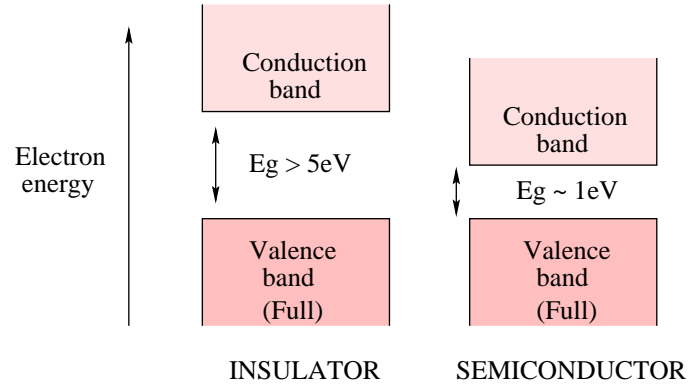 Electron
energy
Conduction
band
Eg > 5eV
Valence
band
(Full)
INSULATOR
Conduction
band
Eg ~ 1eV
Valence
band
(Full)
SEMICONDUCTOR